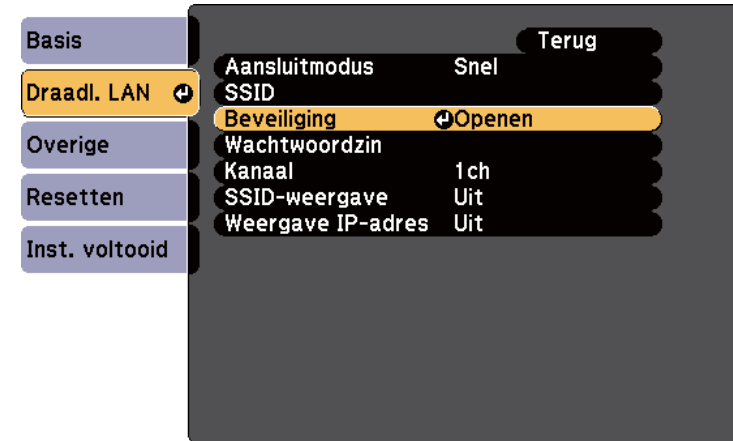 Basis
Draadl. LAN
Overige
Resetten
Inst. voltooid
Terug
Aansluitmodus Snel
SSID
Beveiliging Openen
Wachtwoordzin
Kanaal 1ch
SSID-weergave Uit
Weergave IP-adres Uit